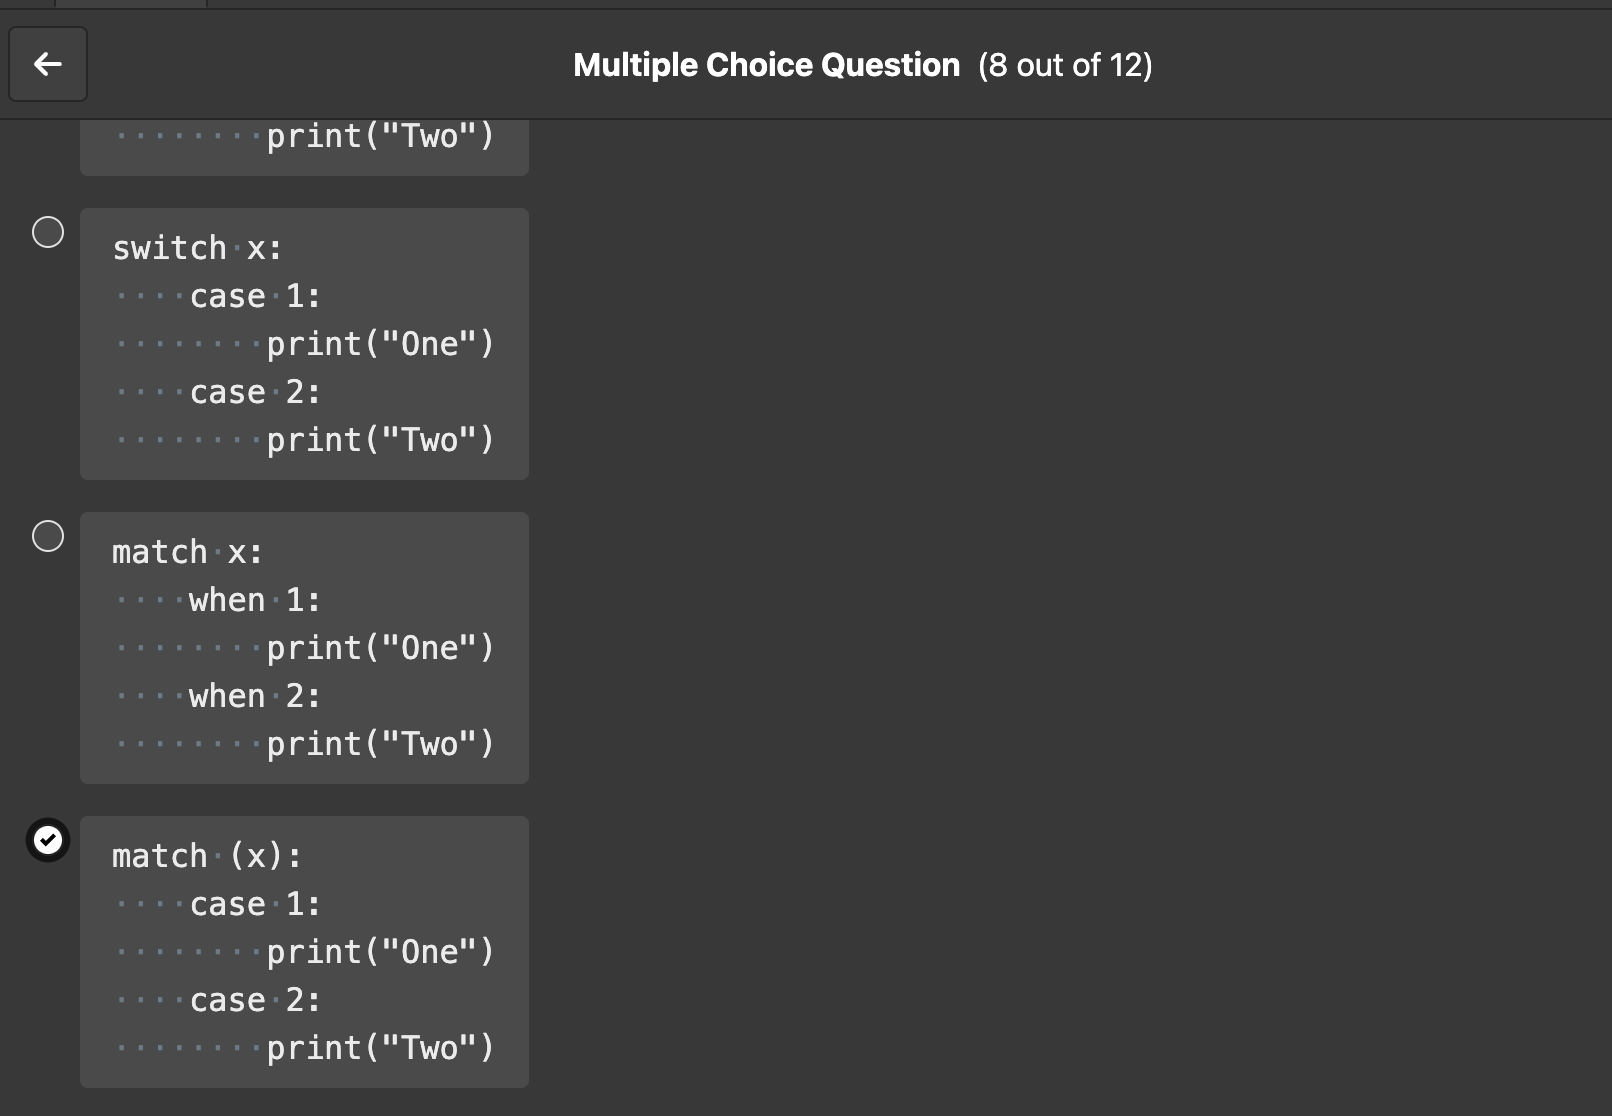 Multiple Choice Question (8 out of 12)
        print("Two")
switch x:
    case 1:
        print("One")
    case 2:
        print("Two")
match x:
    when 1:
        print("One")
    when 2:
        print("Two")
match (x):
    case 1:
        print("One")
    case 2:
        print("Two")